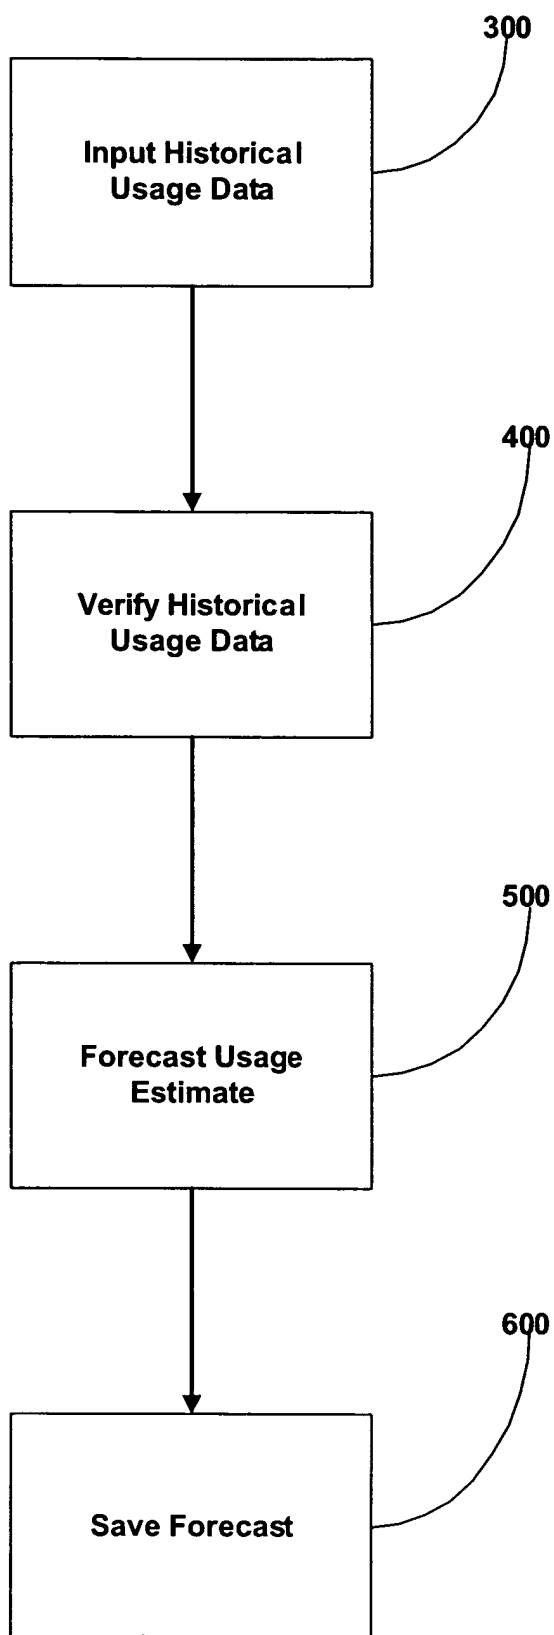 300
Input Historical
Usage Data
400
Verify Historical
Usage Data
500
Forecast Usage
Estimate
600
Save Forecast